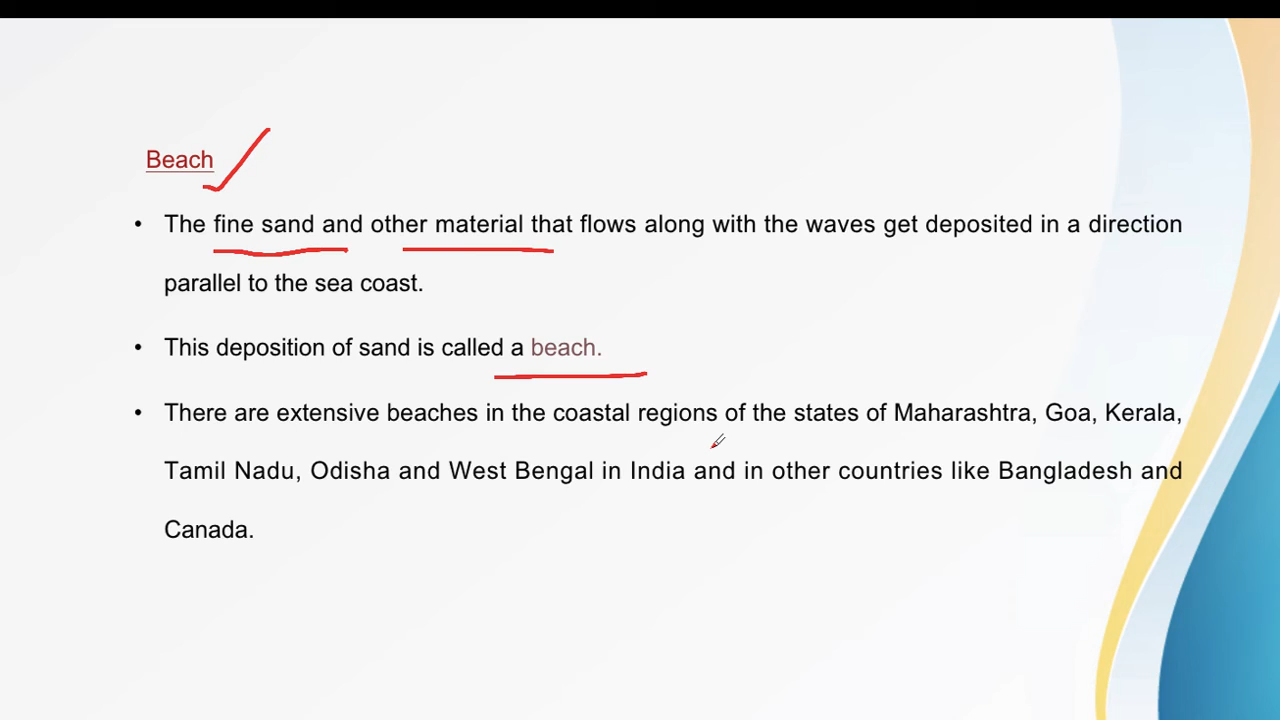 Beach
• The fine sand and other material that flows along with the waves get deposited in a direction
parallel to the sea coast.
• This deposition of sand is called a beach.
• There are extensive beaches in the coastal regions of the states of Maharashtra, Goa, Kerala,
Tamil Nadu, Odisha and West Bengal in India and in other countries like Bangladesh and
Canada.